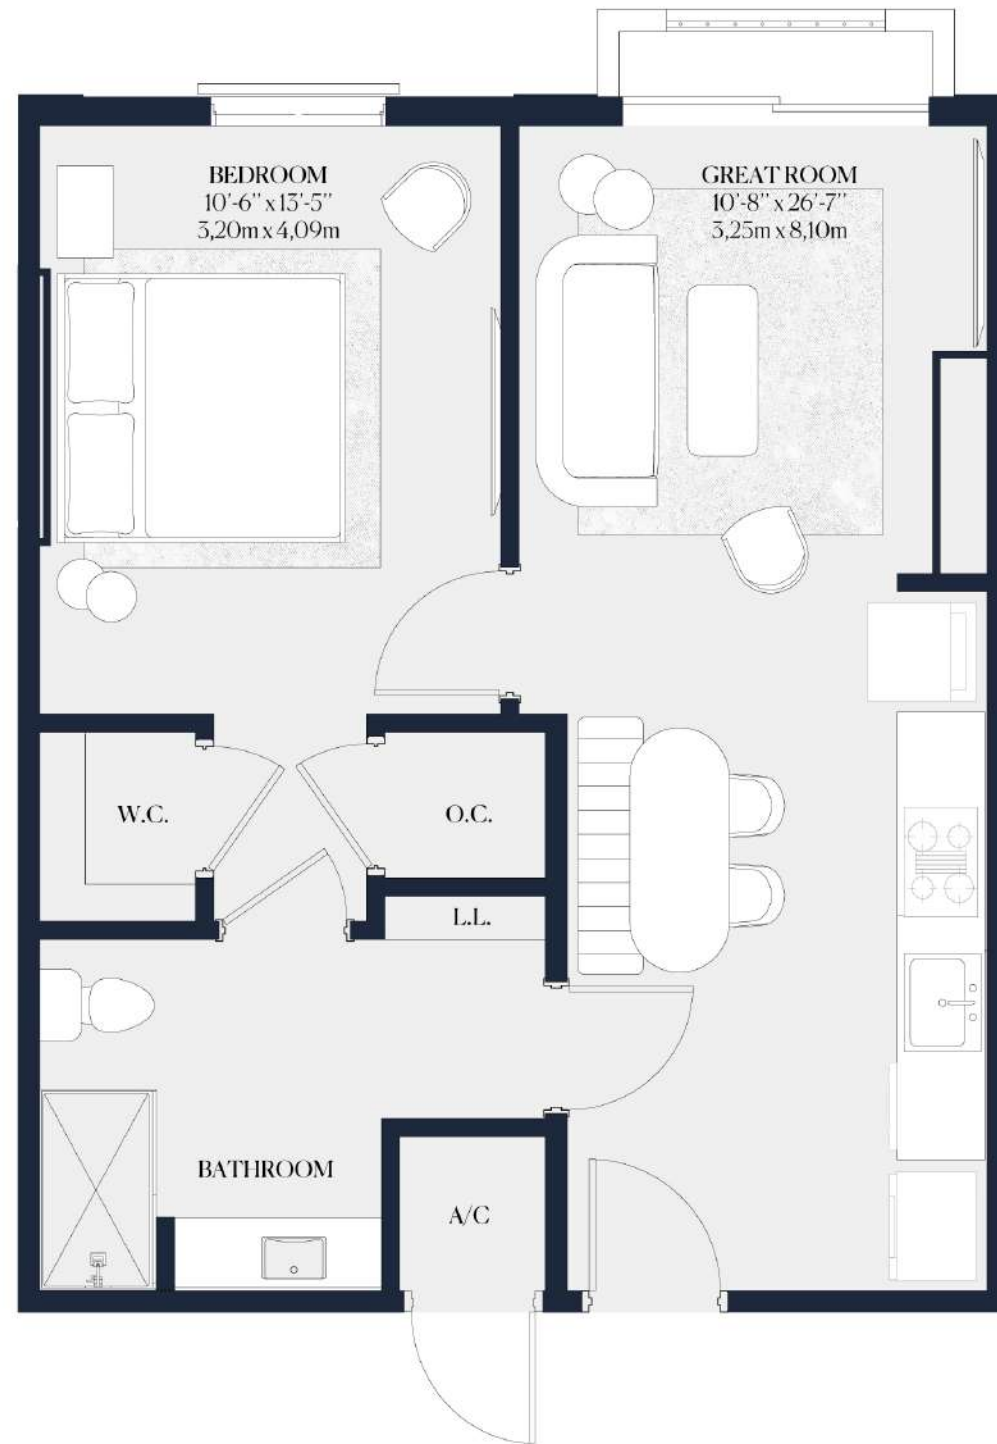 BEDROOM
10'-6'' x 13'-5''
3,20m x 4,09m
GREAT ROOM
10'-8'' x 26'-7''
3,25m x 8,10m
W.C.
O.C.
L.L.
BATHROOM
A/C